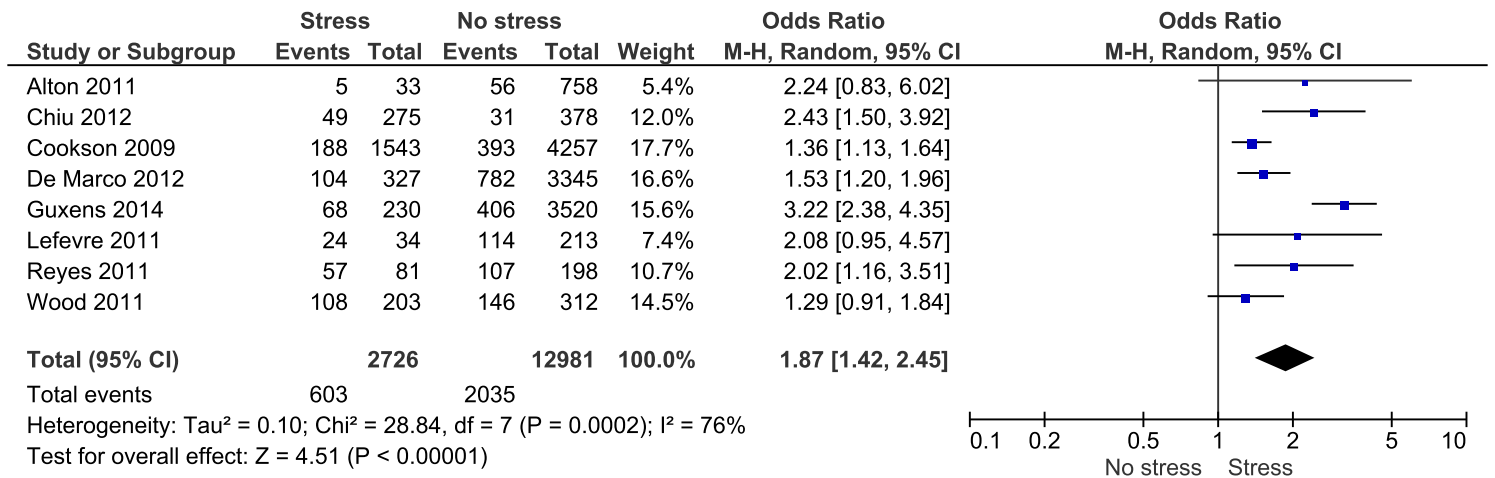 Stress No stress Odds Ratio Odds Ratio
Study or Subgroup Events Total Events Total Weight M-H, Random, 95% CI M-H, Random, 95% CI
Alton 2011 5 33 56 758 5.4% 2.24 [0.83, 6.02]
Chiu 2012 49 275 31 378 12.0% 2.43 [1.50, 3.92]
Cookson 2009 188 1543 393 4257 17.7% 1.36 [1.13, 1.64]
De Marco 2012 104 327 782 3345 16.6% 1.53 [1.20, 1.96]
Guxens 2014 68 230 406 3520 15.6% 3.22 [2.38, 4.35]
Lefevre 2011 24 34 114 213 7.4% 2.08 [0.95, 4.57]
Reyes 2011 57 81 107 198 10.7% 2.02 [1.16, 3.51]
Wood 2011 108 203 146 312 14.5% 1.29 [0.91, 1.84]
Total (95% CI) 2726 12981 100.0% 1.87 [1.42, 2.45]
Total events 603 2035
Heterogeneity: Tau² = 0.10; Chi² = 28.84, df = 7 (P = 0.0002); I² = 76%
Test for overall effect: Z = 4.51 (P < 0.00001)
0.1 0.2 0.5 1 2 5 10
No stress Stress